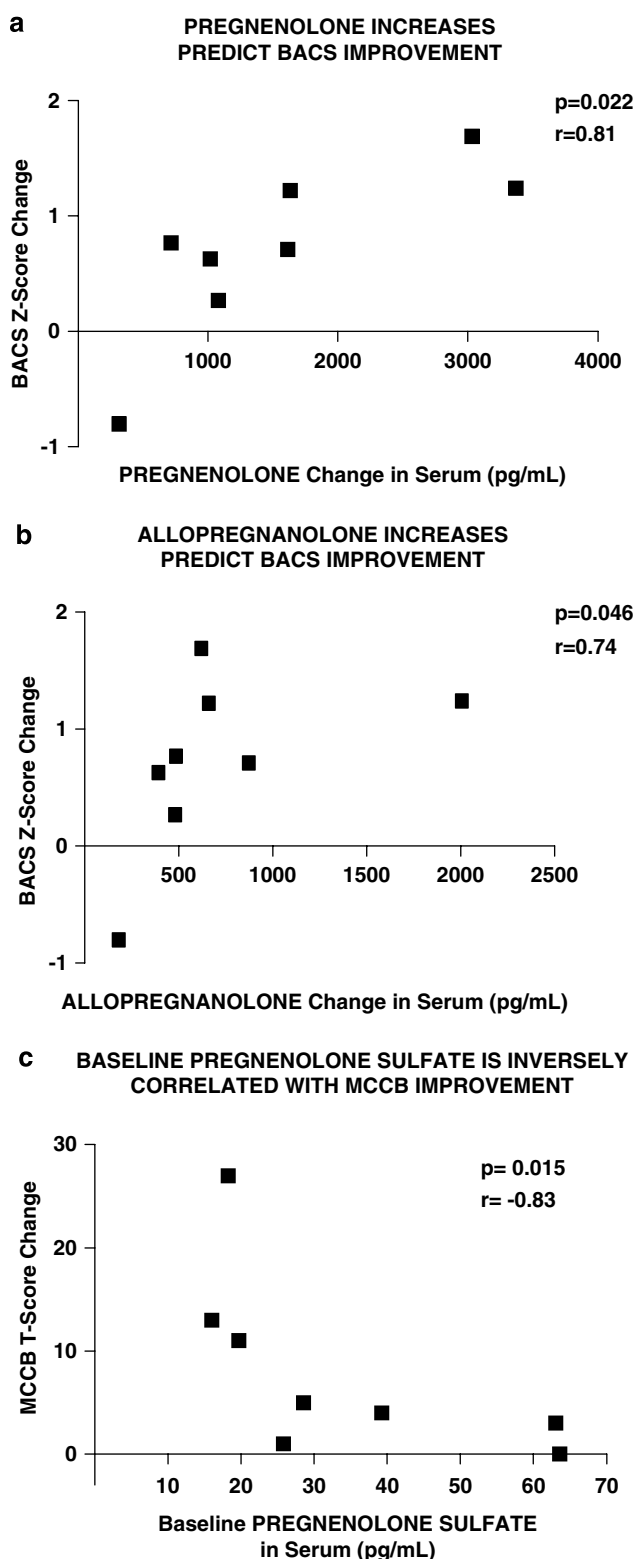 a
PREGNENOLONE INCREASES
PREDICT BACS IMPROVEMENT
p=0.022
r=0.81
BACS Z-Score Change
2
1
0
-1
1000 2000 3000 4000
PREGNENOLONE Change in Serum (pg/mL)
b
ALLOPREGNANOLONE INCREASES
PREDICT BACS IMPROVEMENT
p=0.046
r=0.74
BACS Z-Score Change
2
1
0
-1
500 1000 1500 2000 2500
ALLOPREGNANOLONE Change in Serum (pg/mL)
c
BASELINE PREGNENOLONE SULFATE IS INVERSELY
CORRELATED WITH MCCB IMPROVEMENT
p= 0.015
r= -0.83
MCCB T-Score Change
30
20
10
0
10 20 30 40 50 60 70
Baseline PREGNENOLONE SULFATE
in Serum (pg/mL)